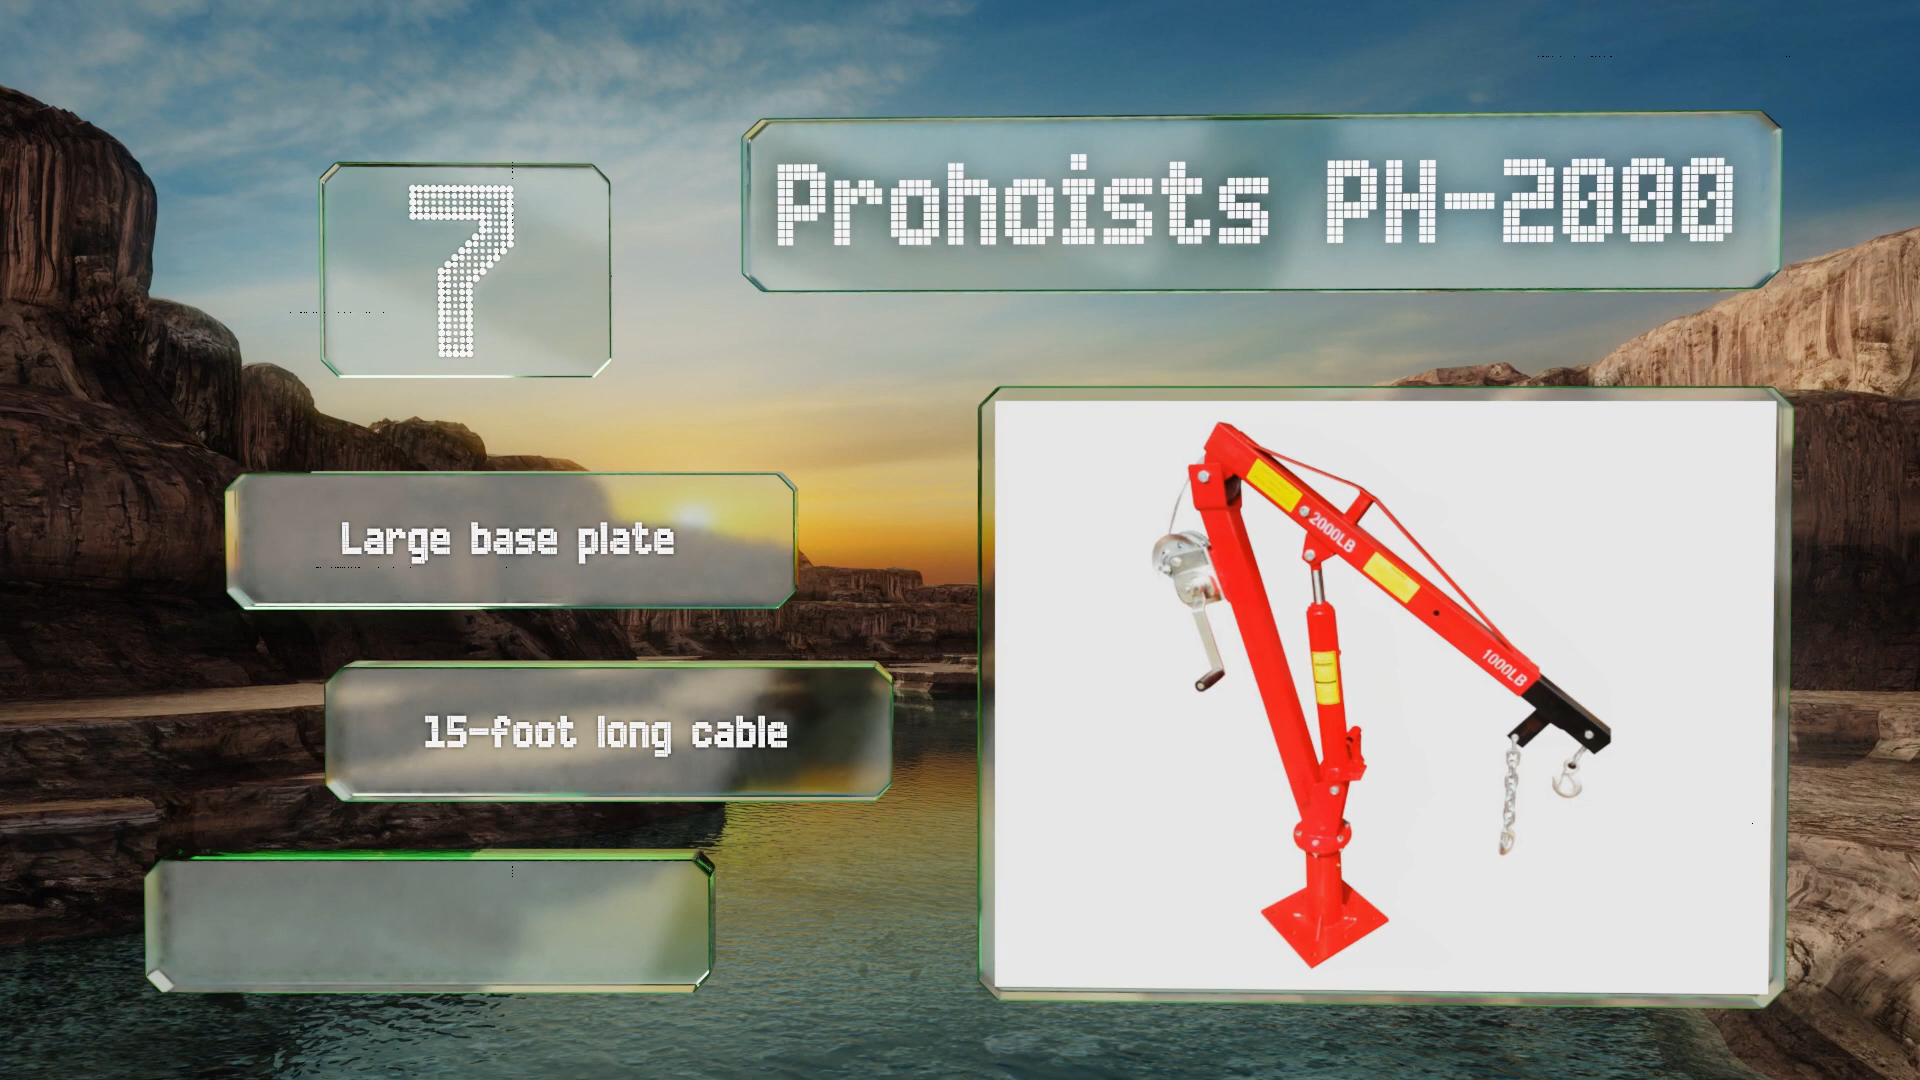 7
Prohoists PH-2000
Large base plate
15-foot long cable
2000LB
1000LB